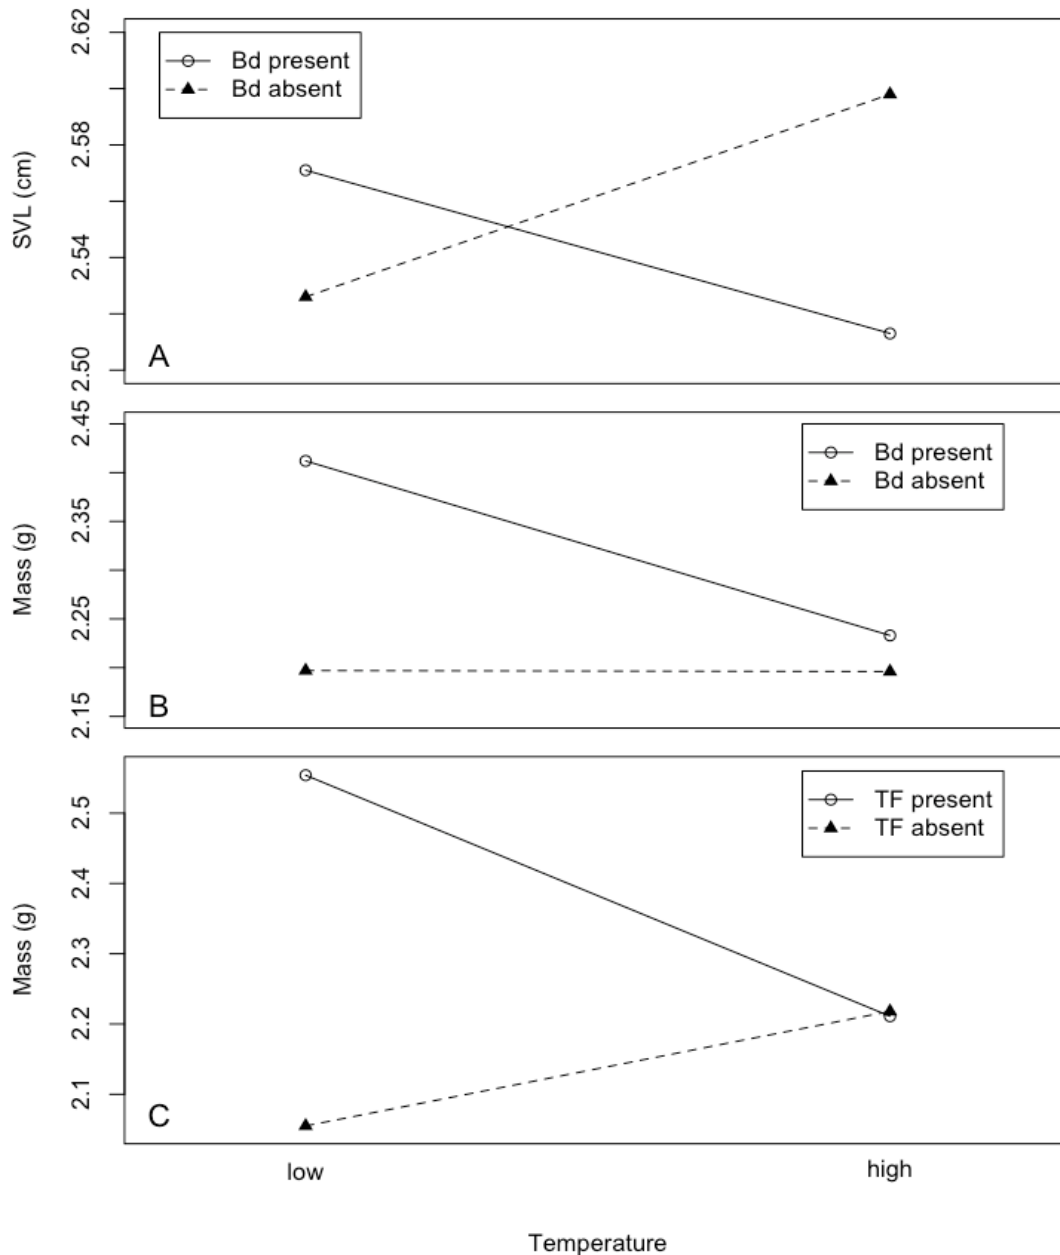 2.62
2.58
2.54
2.50
SVL (cm)
Bd present
Bd absent
A
2.45
2.35
2.25
2.15
Mass (g)
Bd present
Bd absent
B
2.5
2.4
2.3
2.2
2.1
Mass (g)
TF present
TF absent
C
low high
Temperature